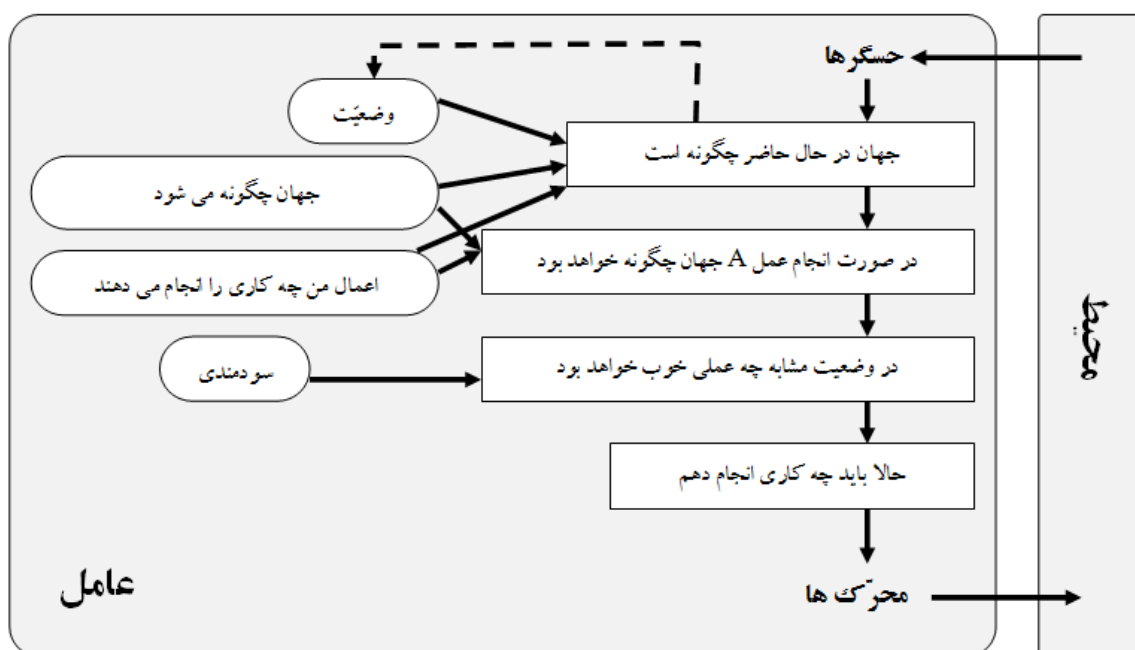 حسگرها
وضعیّت
جهان در حال حاضر چگونه است
جهان چگونه می شود
در صورت انجام عمل A جهان چگونه خواهد بود
اعمال من چه کاری را انجام می دهند
در وضعیت مشابه چه عملی خوب خواهد بود
سودمندی
حالا باید چه کاری انجام دهم
محرّک ها
عامل
محیط